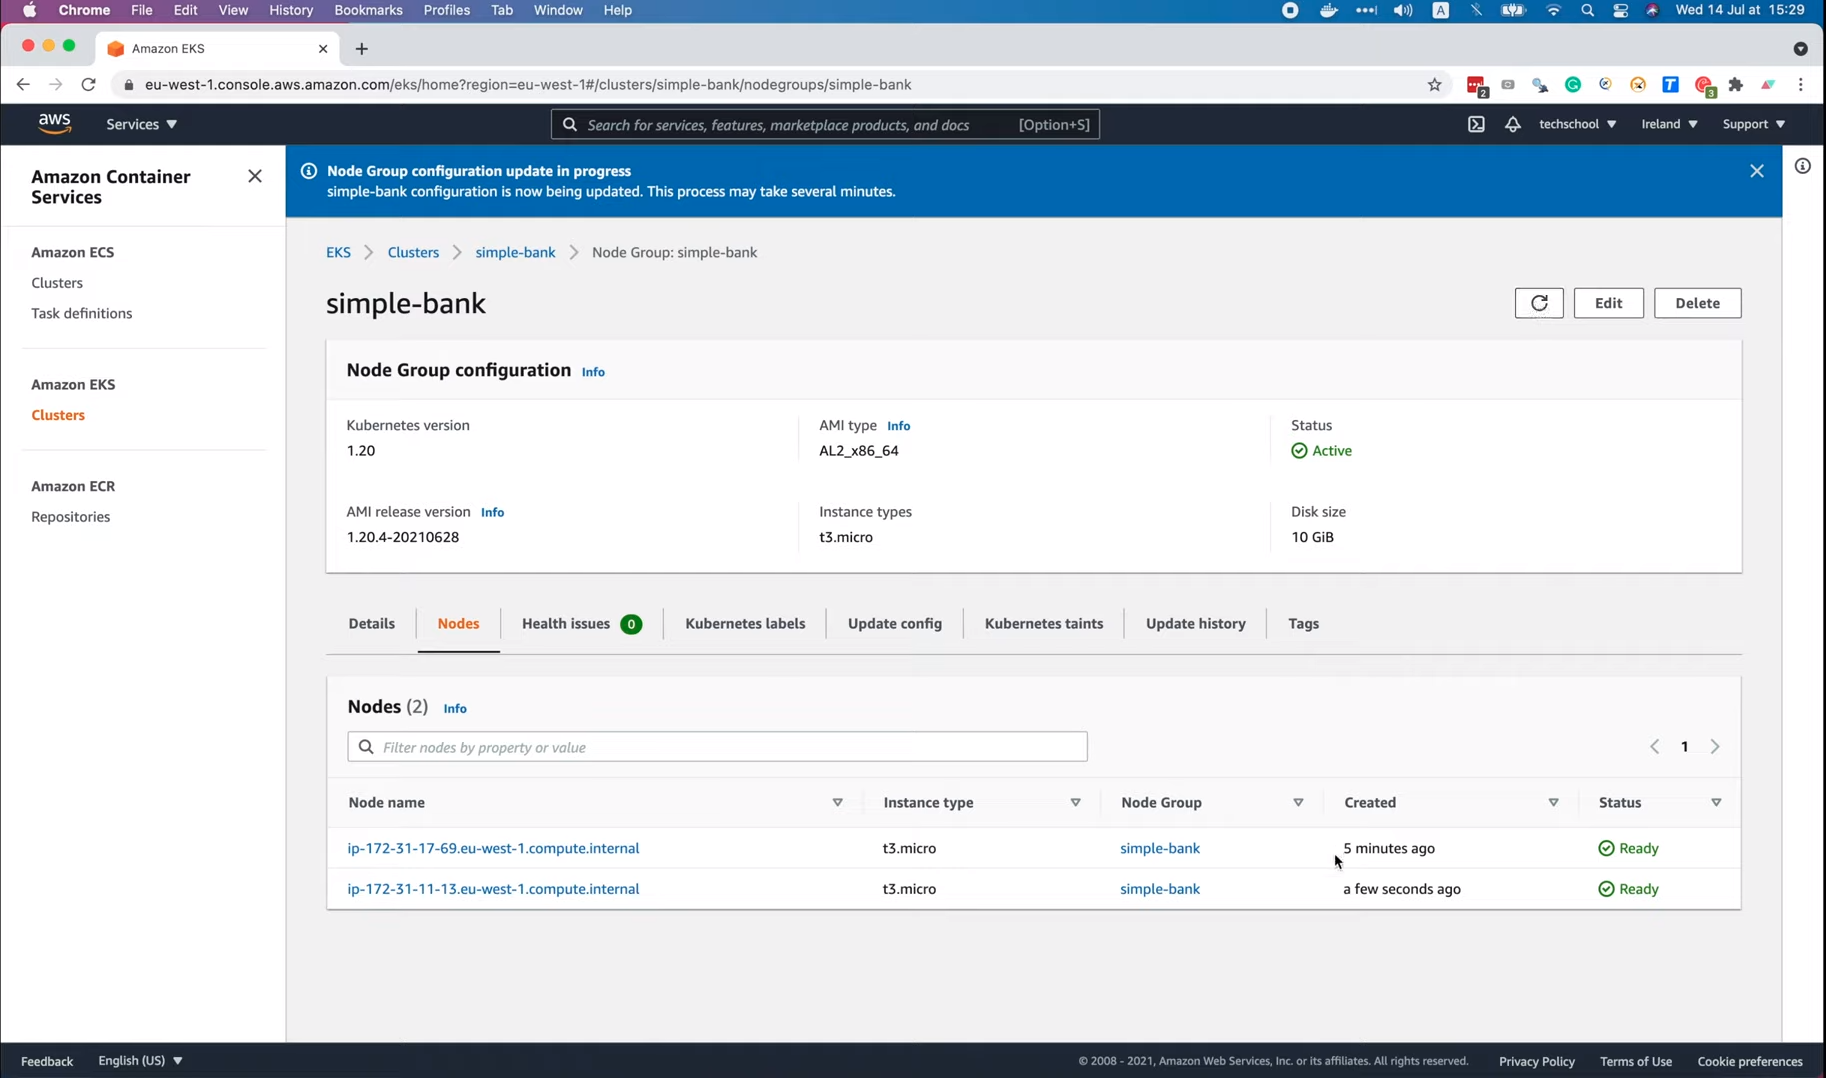 Chrome File Edit View History Bookmarks Profiles Tab Window Help
A
Wed 14 Jul at 15:29
Amazon EKS
eu-west-1.console.aws.amazon.com/eks/home?region=eu-west-1#/clusters/simple-bank/nodegroups/simple-bank
2
T
3
aws
Services
Search for services, features, marketplace products, and docs [Option+S]
techschool Ireland Support
Amazon Container
Services
Amazon ECS
Clusters
Task definitions
Amazon EKS
Clusters
Amazon ECR
Repositories
Node Group configuration update in progress
simple-bank configuration is now being updated. This process may take several minutes.
EKS Clusters simple-bank Node Group: simple-bank
simple-bank
Edit Delete
Node Group configuration Info
Kubernetes version
1.20
AMI type Info
AL2_x86_64
Status
Active
AMI release version Info
1.20.4-20210628
Instance types
t3.micro
Disk size
10 GiB
Details Nodes Health issues 0 Kubernetes labels Update config Kubernetes taints Update history Tags
Nodes (2) Info
Filter nodes by property or value
1
Node name Instance type Node Group Created Status
ip-172-31-17-69.eu-west-1.compute.internal t3.micro simple-bank 5 minutes ago Ready
ip-172-31-11-13.eu-west-1.compute.internal t3.micro simple-bank a few seconds ago Ready
Feedback English (US) © 2008 - 2021, Amazon Web Services, Inc. or its affiliates. All rights reserved. Privacy Policy Terms of Use Cookie preferences